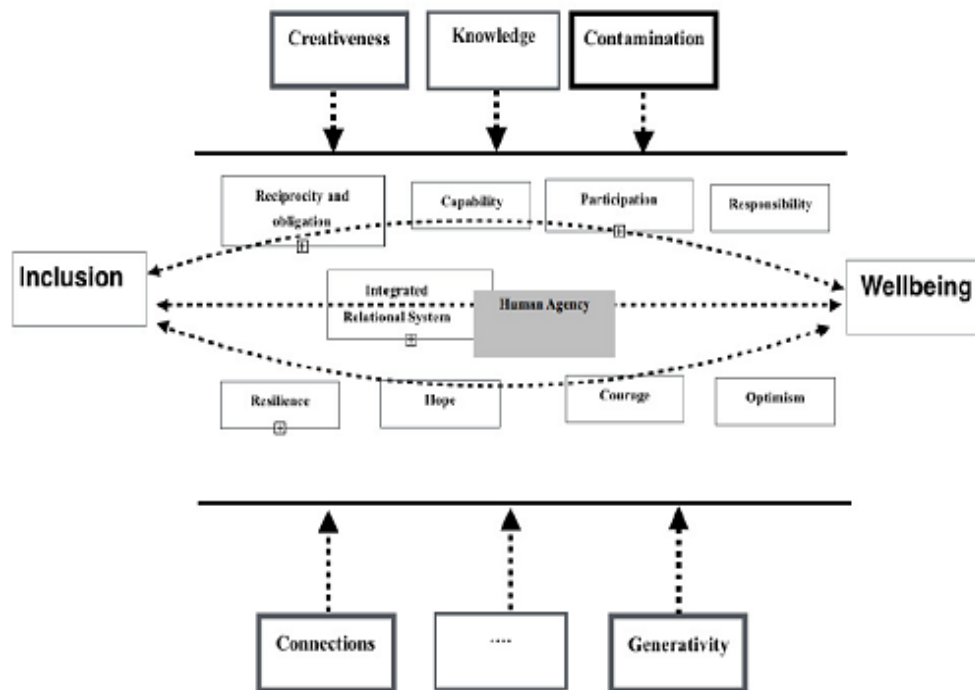 Creativeness
Knowledge
Contamination
Reciprocity and
obligation
Capability
Participation
Responsibility
Inclusion
Integrated
Relational System
Human Agency
Wellbeing
Resilience
Hope
Courage
Optimism
Connections
....
Generativity